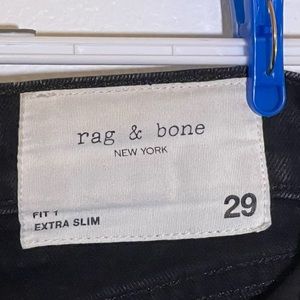 rag & bone
NEW YORK
FIT 1
EXTRA SLIM
29